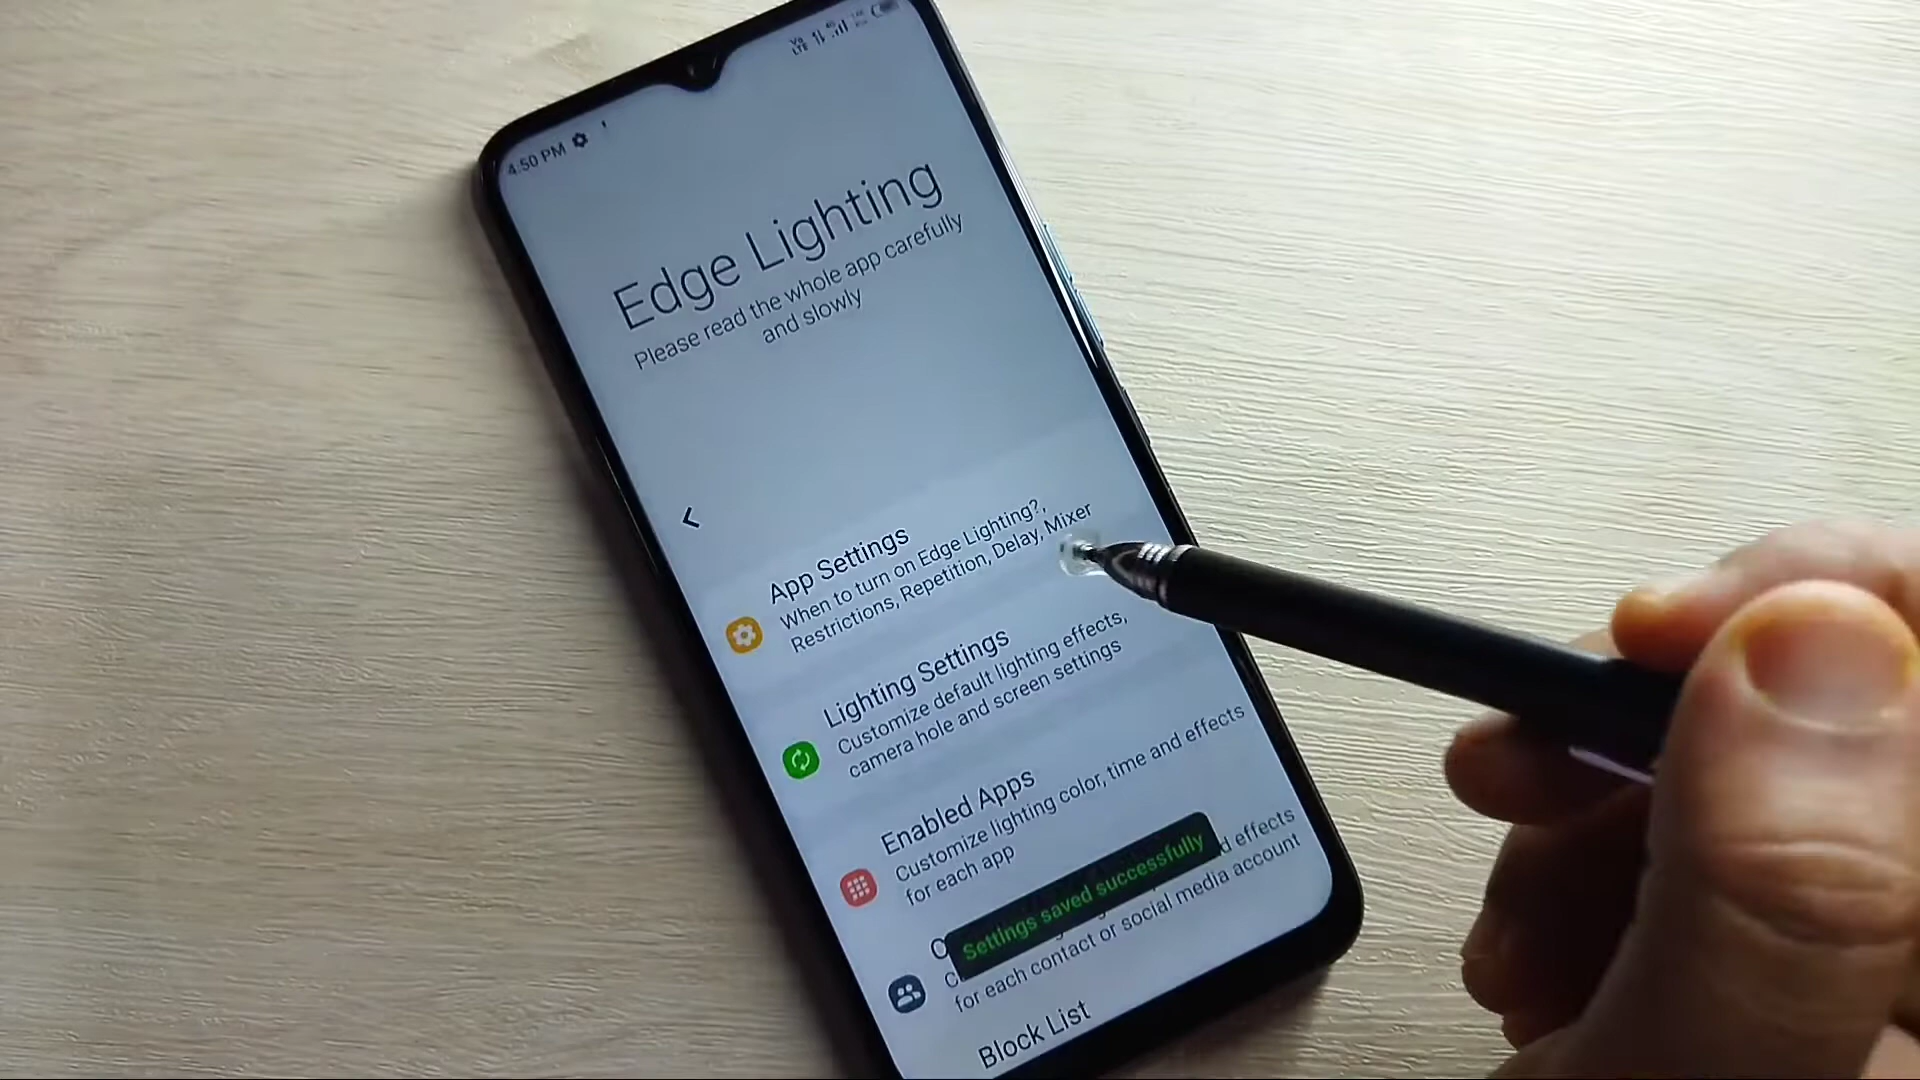 4:50 PM
Vo
LTE
Edge Lighting
Please read the whole app carefully
and slowly
App Settings
When to turn on Edge Lighting?,
Restrictions, Repetition, Delay, Mixer
Lighting Settings
Customize default lighting effects,
camera hole and screen settings
Enabled Apps
Customize lighting color, time and effects
for each app
effects
for each contact or social media account
Settings saved successfully
Block List